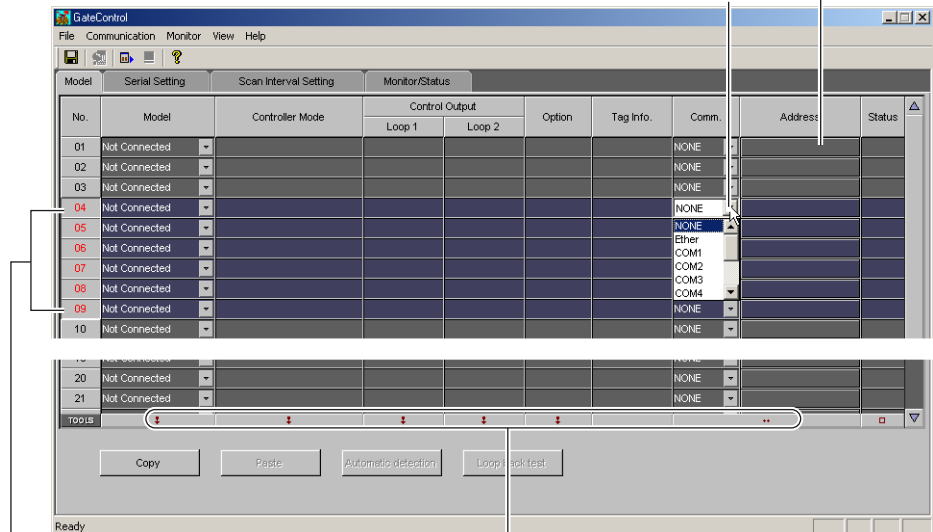 GateControl
File Communication Monitor View Help
Model Serial Setting Scan Interval Setting Monitor/Status
No. Model Controller Mode Control Output Option Tag Info. Comm. Address Status
Loop 1 Loop 2
01 Not Connected NONE
02 Not Connected NONE
03 Not Connected NONE
04 Not Connected NONE
05 Not Connected NONE
06 Not Connected Ether
COM1
07 Not Connected COM2
08 Not Connected COM3
COM4
09 Not Connected NONE
10 Not Connected NONE
20 Not Connected NONE
21 Not Connected NONE
TOOLS
Copy Paste Automatic detection Loop back test
Ready